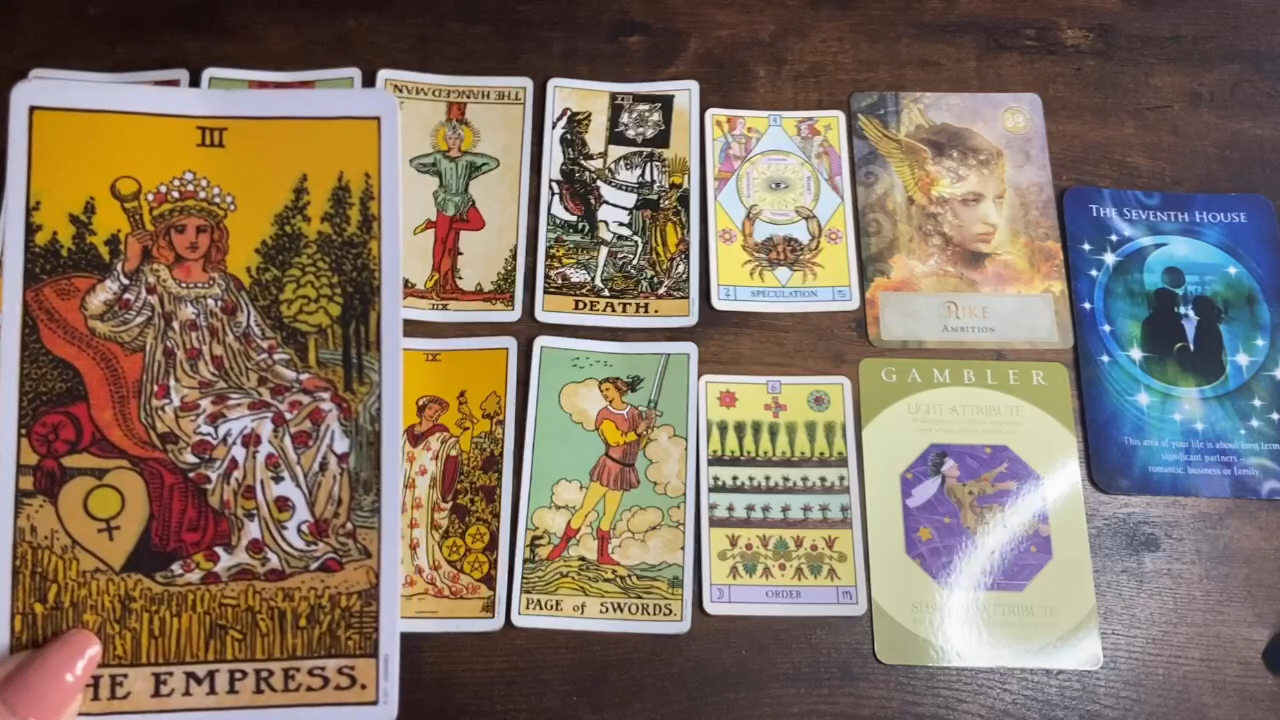 III
HE EMPRESS.
THE HANGED MAN.
XII
XIII
DEATH.
4
SPECULATION
39
NIKE
AMBITION
THE SEVENTH HOUSE
This area of your life is about long term
significant partners –
romantic, business or family
IX
PAGE of SWORDS.
6
ORDER
GAMBLER
LIGHT ATTRIBUTE
ATTRIBUTE